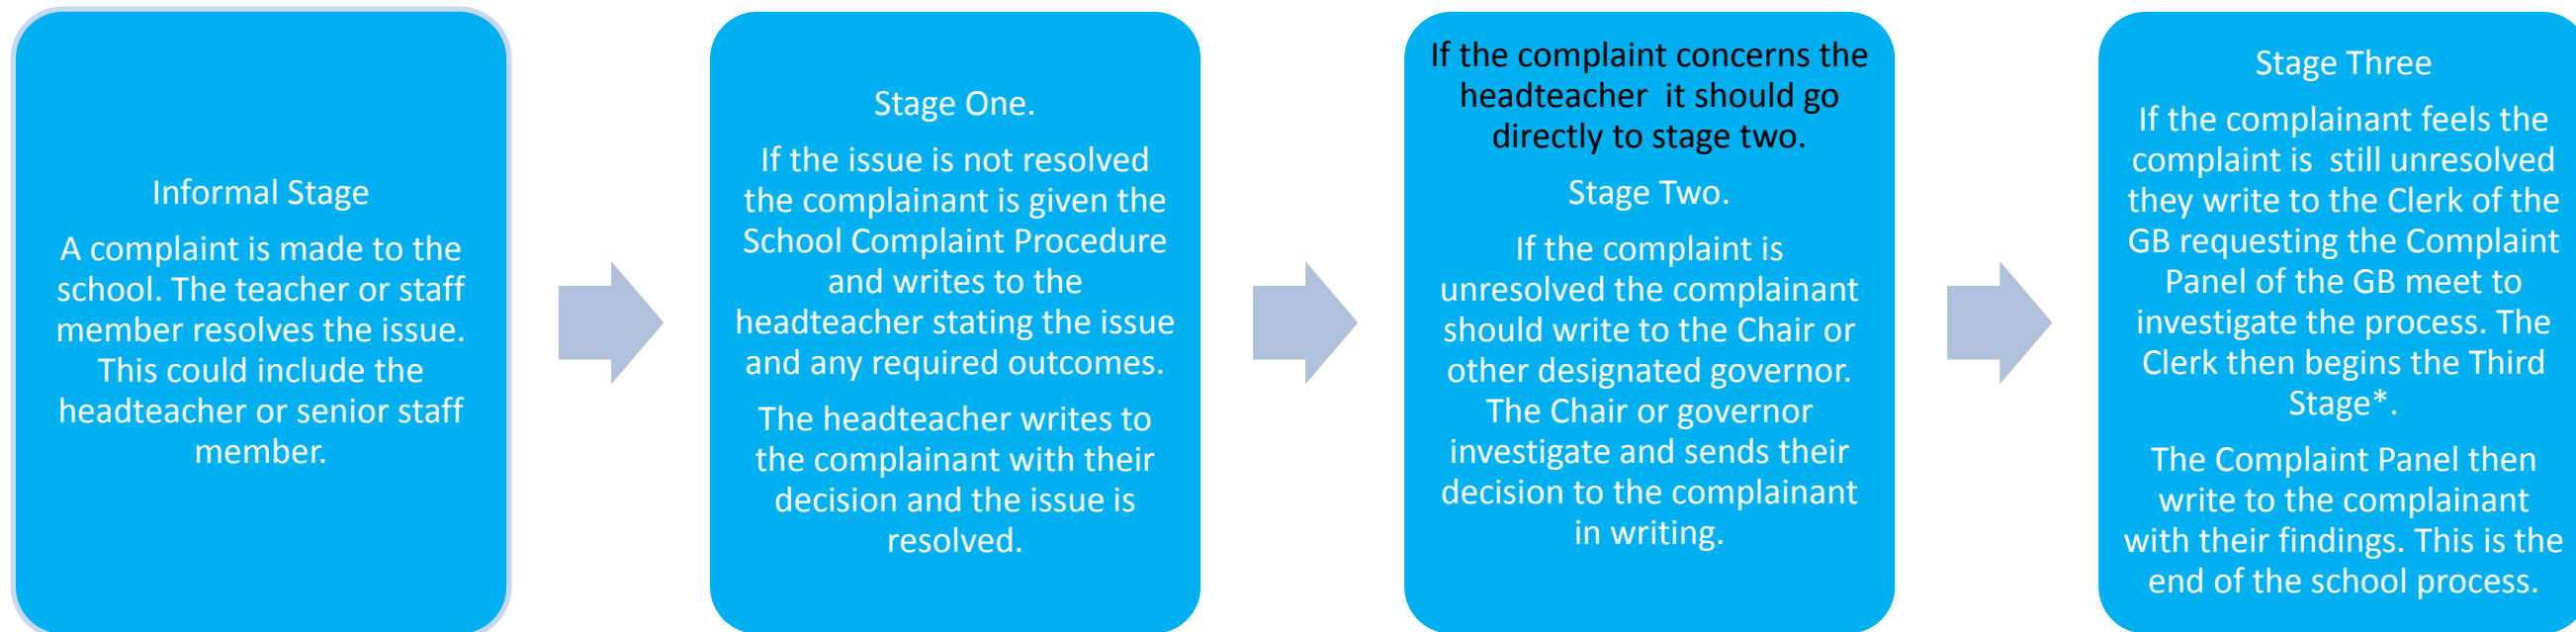 Informal Stage
A complaint is made to the
school. The teacher or staff
member resolves the issue.
This could include the
headteacher or senior staff
member.
Stage One.
If the issue is not resolved
the complainant is given the
School Complaint Procedure
and writes to the
headteacher stating the issue
and any required outcomes.
The headteacher writes to
the complainant with their
decision and the issue is
resolved.
If the complaint concerns the
headteacher it should go
directly to stage two.
Stage Two.
If the complaint is
unresolved the complainant
should write to the Chair or
other designated governor.
The Chair or governor
investigate and sends their
decision to the complainant
in writing.
Stage Three
If the complainant feels the
complaint is still unresolved
they write to the Clerk of the
GB requesting the Complaint
Panel of the GB meet to
investigate the process. The
Clerk then begins the Third
Stage*.
The Complaint Panel then
write to the complainant
with their findings. This is the
end of the school process.